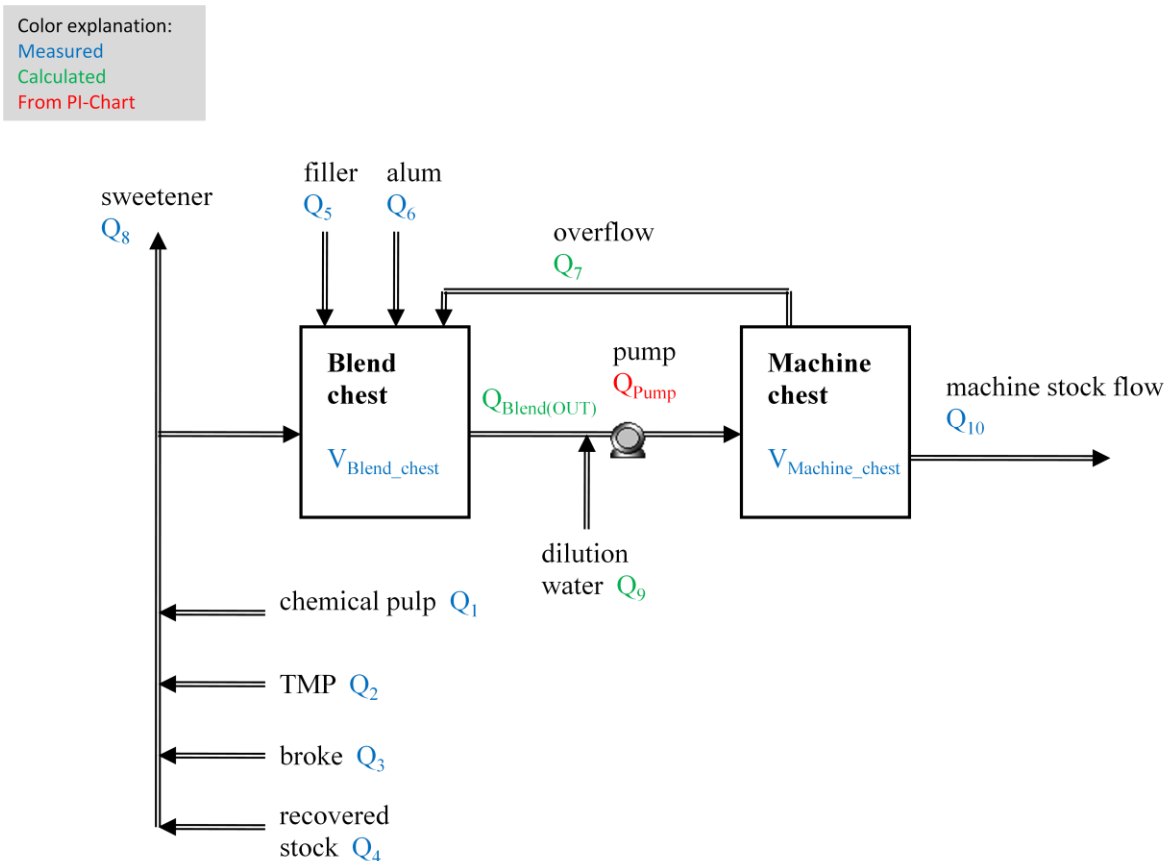 Color explanation:
Measured
Calculated
From PI-Chart
sweetener
Q8
filler
Q5
alum
Q6
overflow
Q7
Blend
chest
VBlend_chest
QBlend(OUT)
pump
QPump
Machine
chest
VMachine_chest
machine stock flow
Q10
dilution
water Q9
chemical pulp Q1
TMP Q2
broke Q3
recovered
stock Q4